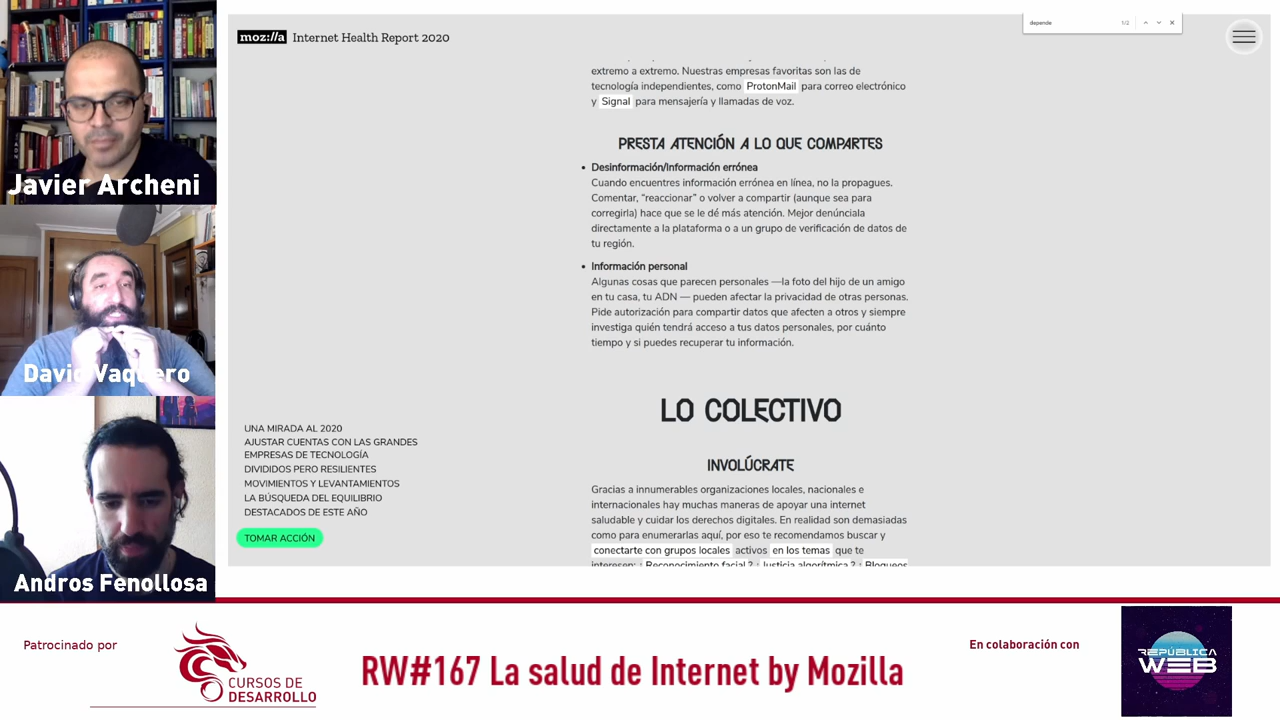 Javier Archeni
David Vaquero
Andros Fenollosa
moz://a Internet Health Report 2020
depende 1/2
extremo a extremo. Nuestras empresas favoritas son las de
tecnología independientes, como ProtonMail para correo electrónico
y Signal para mensajería y llamadas de voz.
PRESTA ATENCIÓN A LO QUE COMPARTES
• Desinformación/Información errónea
Cuando encuentres información errónea en línea, no la propagues.
Comentar, “reaccionar” o volver a compartir (aunque sea para
corregirla) hace que se le dé más atención. Mejor denúnciala
directamente a la plataforma o a un grupo de verificación de datos de
tu región.
• Información personal
Algunas cosas que parecen personales —la foto del hijo de un amigo
en tu casa, tu ADN — pueden afectar la privacidad de otras personas.
Pide autorización para compartir datos que afecten a otros y siempre
investiga quién tendrá acceso a tus datos personales, por cuánto
tiempo y si puedes recuperar tu información.
LO COLECTIVO
INVOLÚCRATE
Gracias a innumerables organizaciones locales, nacionales e
internacionales hay muchas maneras de apoyar una internet
saludable y cuidar los derechos digitales. En realidad son demasiadas
como para enumerarlas aquí, por eso te recomendamos buscar y
conectarte con grupos locales activos en los temas que te
interesen: ¿Reconocimiento facial? ¿Justicia algorítmica? ¿Bloqueos
UNA MIRADA AL 2020
AJUSTAR CUENTAS CON LAS GRANDES
EMPRESAS DE TECNOLOGÍA
DIVIDIDOS PERO RESILIENTES
MOVIMIENTOS Y LEVANTAMIENTOS
LA BÚSQUEDA DEL EQUILIBRIO
DESTACADOS DE ESTE AÑO
TOMAR ACCIÓN
Patrocinado por
CURSOS DE
DESARROLLO
RW#167 La salud de Internet by Mozilla
En colaboración con
REPÚBLICA
WEB